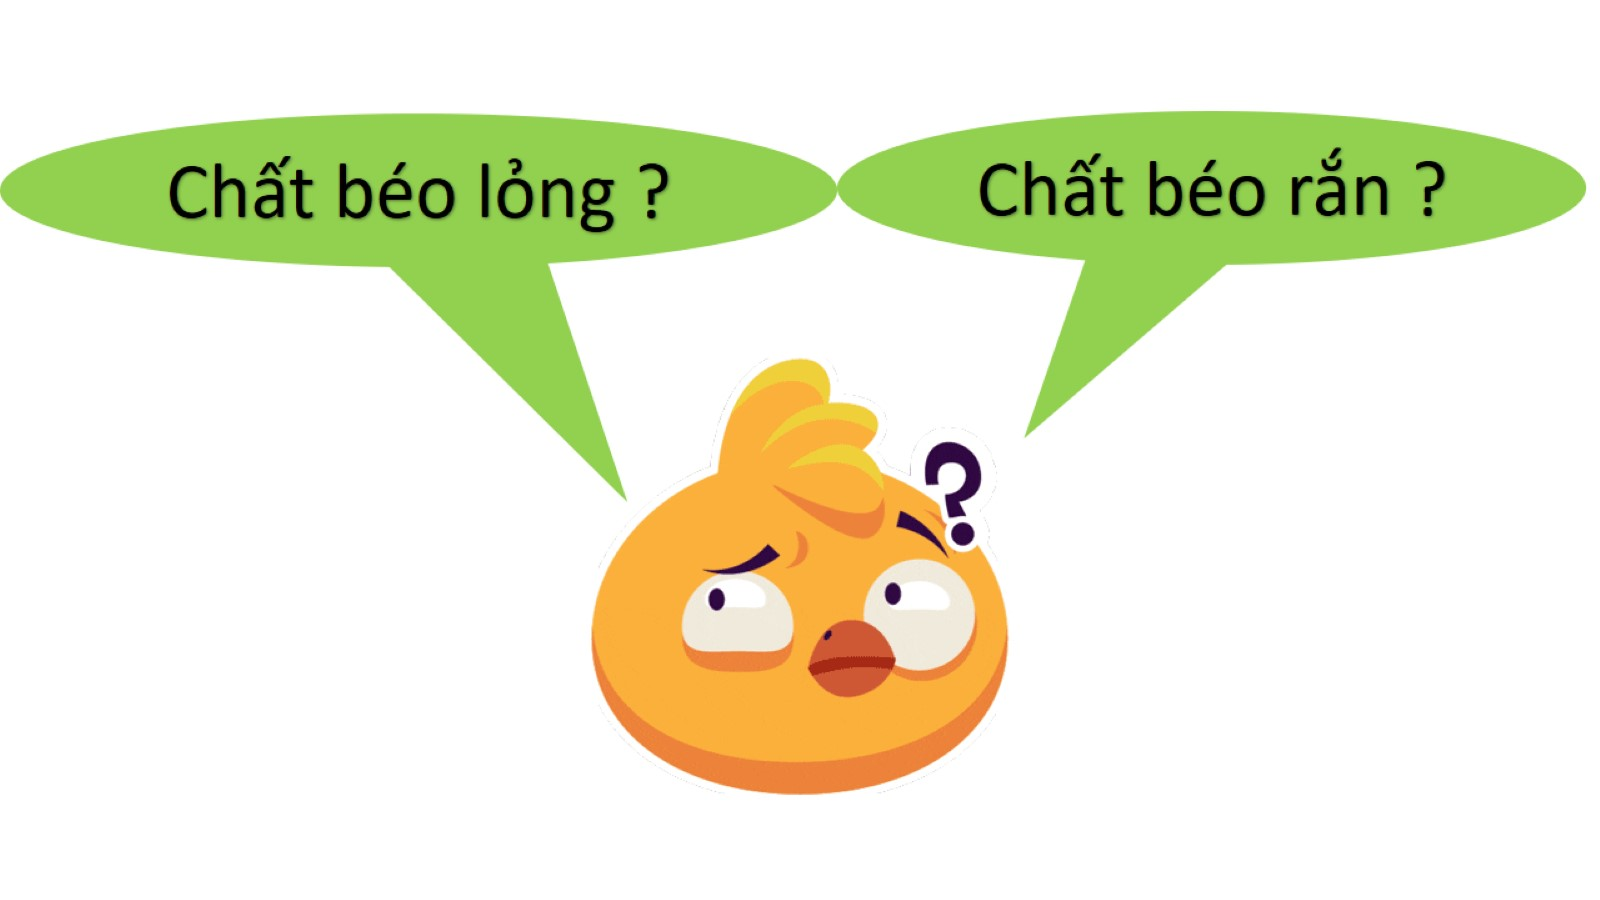 Chất béo lỏng ?
Chất béo rắn ?
?